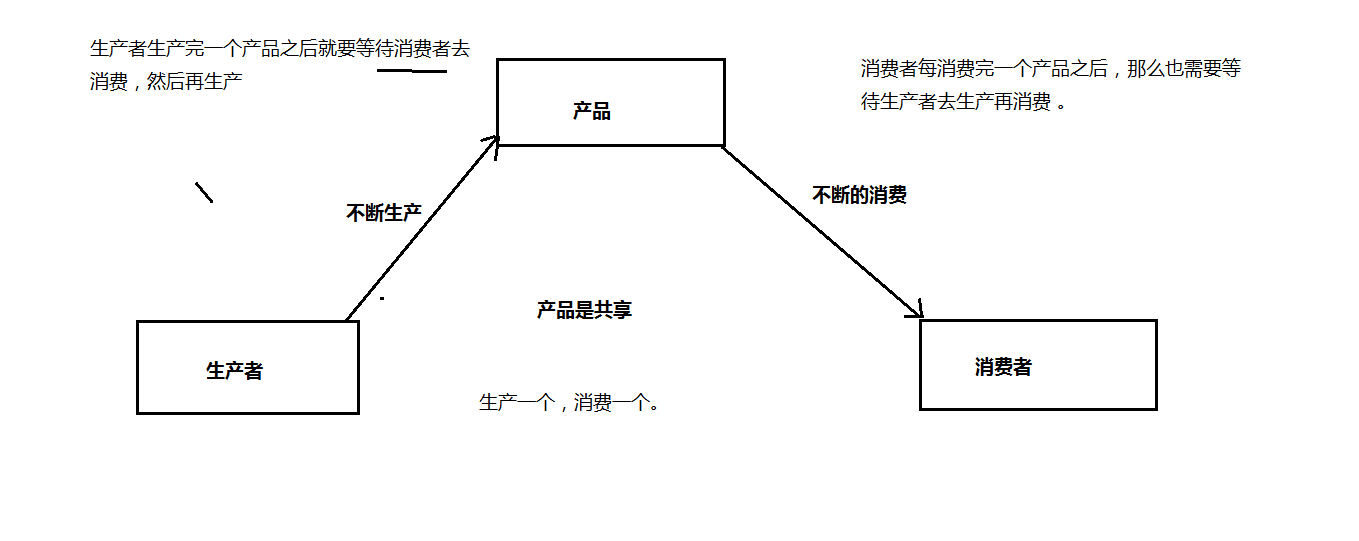 生产者生产完一个产品之后就要等待消费者去
消费，然后再生产
产品
消费者每消费完一个产品之后，那么也需要等
待生产者去生产再消费 。
不断生产
不断的消费
产品是共享
生产者
消费者
生产一个，消费一个。